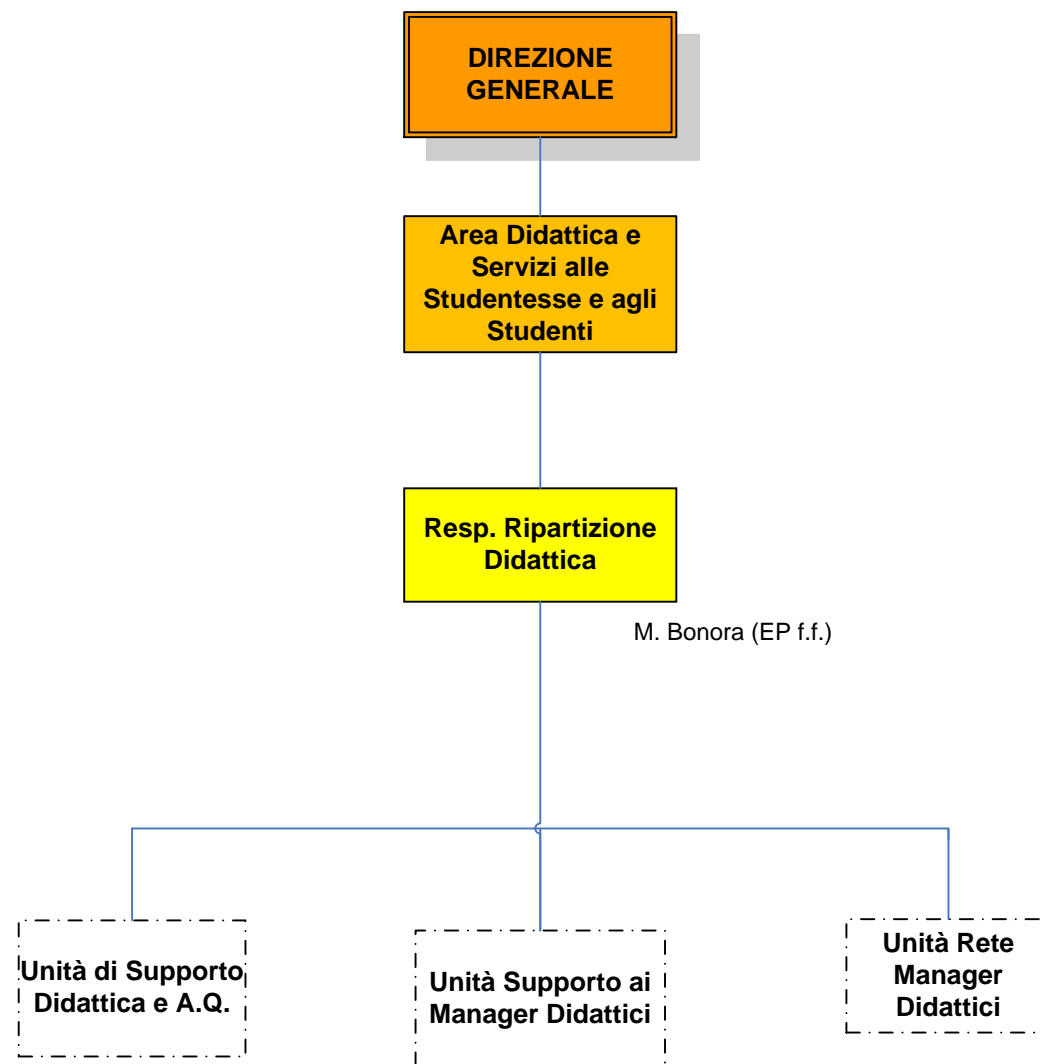 DIREZIONE
GENERALE
Area Didattica e
Servizi alle
Studentesse e agli
Studenti
Resp. Ripartizione
Didattica
M. Bonora (EP f.f.)
Unità di Supporto
Didattica e A.Q.
Unità Supporto ai
Manager Didattici
Unità Rete
Manager
Didattici